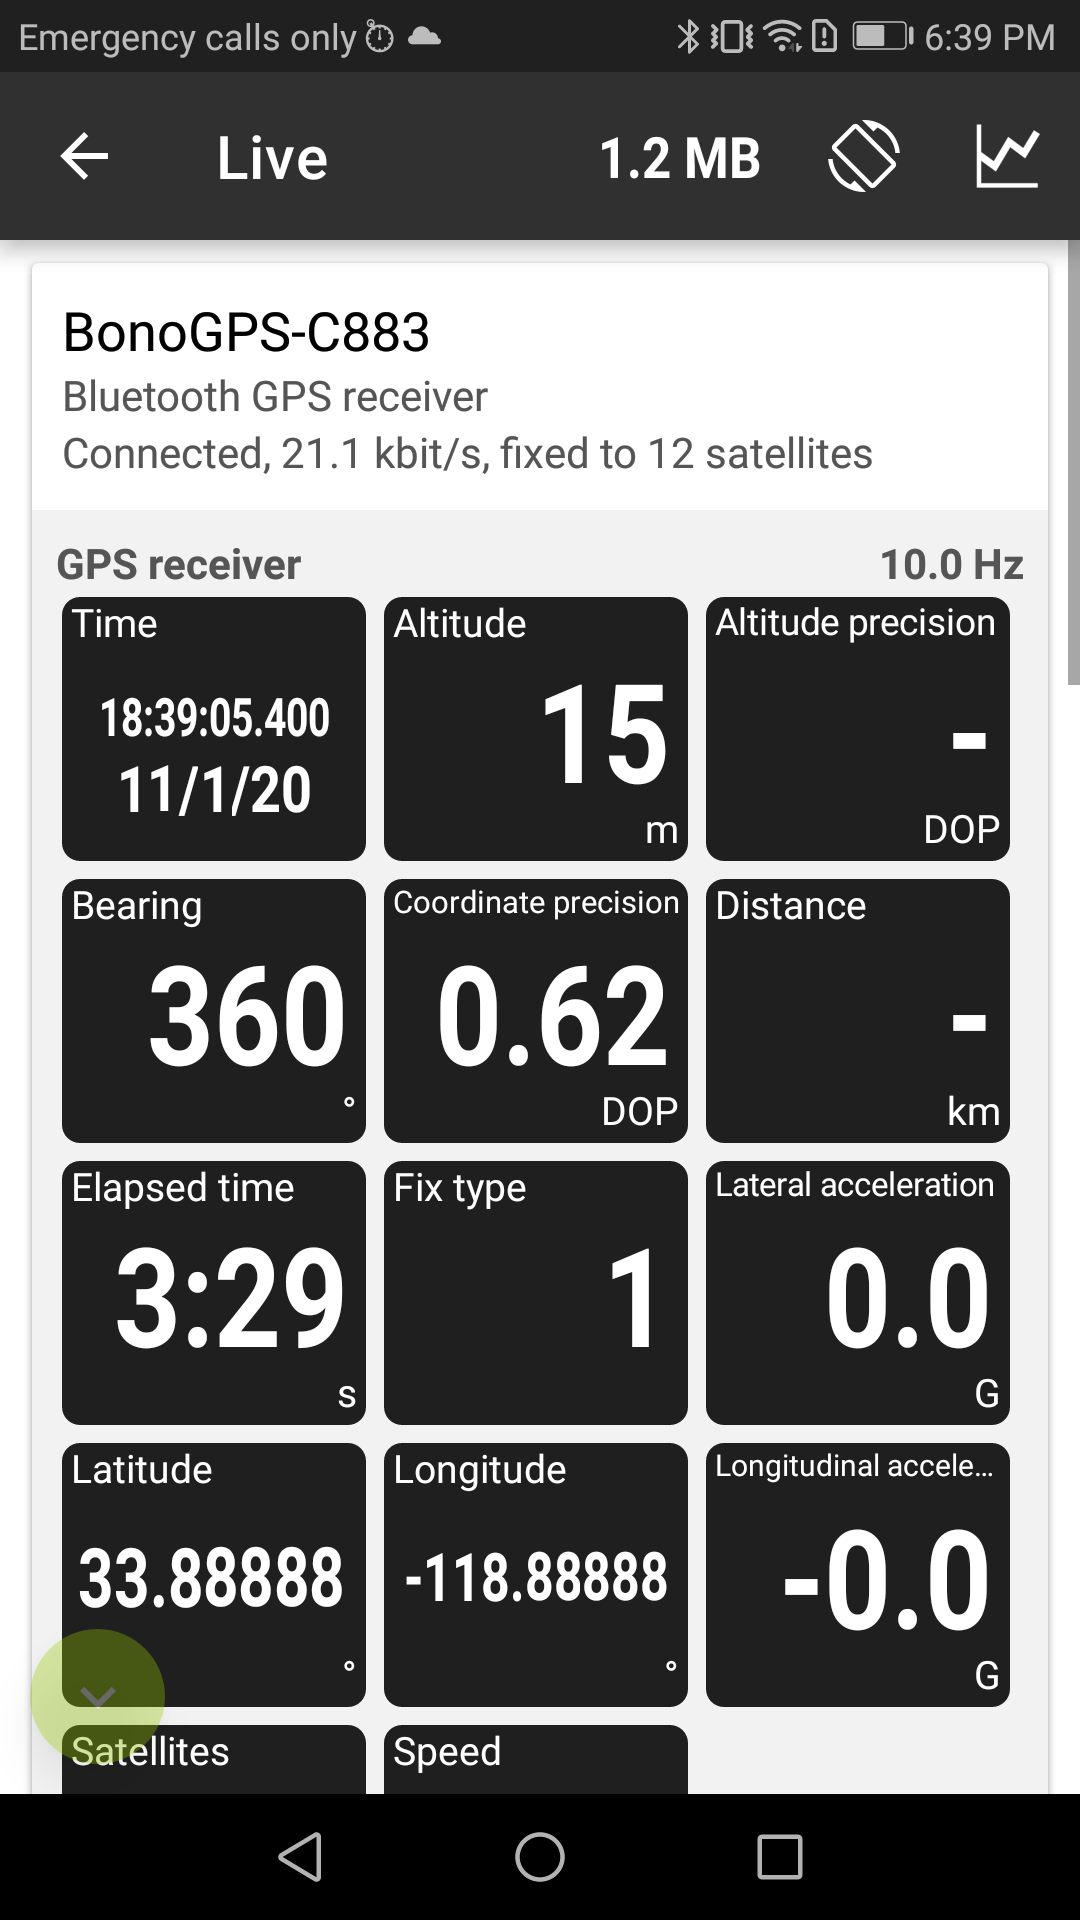 Emergency calls only
6:39 PM
Live
1.2 MB
BonoGPS-C883
Bluetooth GPS receiver
Connected, 21.1 kbit/s, fixed to 12 satellites
GPS receiver
10.0 Hz
Time
18:39:05.400
11/1/20
Altitude
15
m
Altitude precision
-
DOP
Bearing
360
°
Coordinate precision
0.62
DOP
Distance
-
km
Elapsed time
3:29
s
Fix type
1
Lateral acceleration
0.0
G
Latitude
33.88888
°
Longitude
-118.88888
°
Longitudinal accele...
-0.0
G
Satellites
Speed